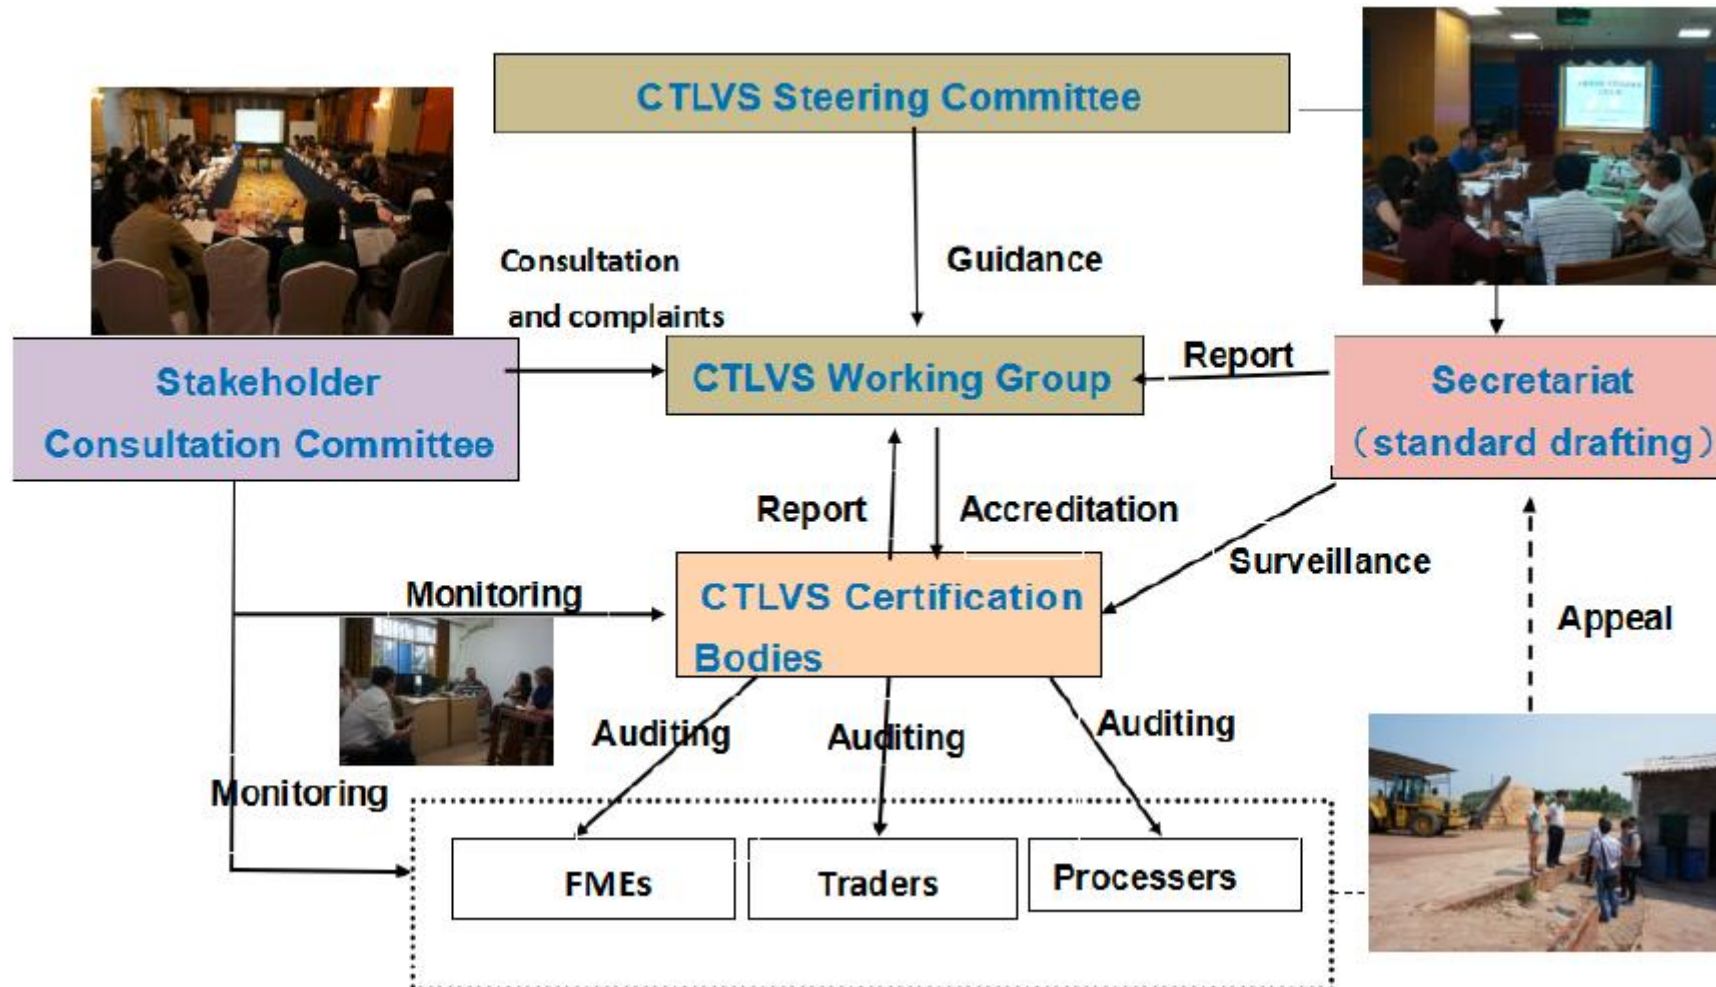 CTLVS Steering Committee
Consultation
and complaints
Guidance
Stakeholder
Consultation Committee
CTLVS Working Group
Report
Secretariat
（standard drafting）
Report
Accreditation
Surveillance
Monitoring
CTLVS Certification
Bodies
Appeal
Auditing
Auditing
Auditing
Monitoring
FMEs
Traders
Processers